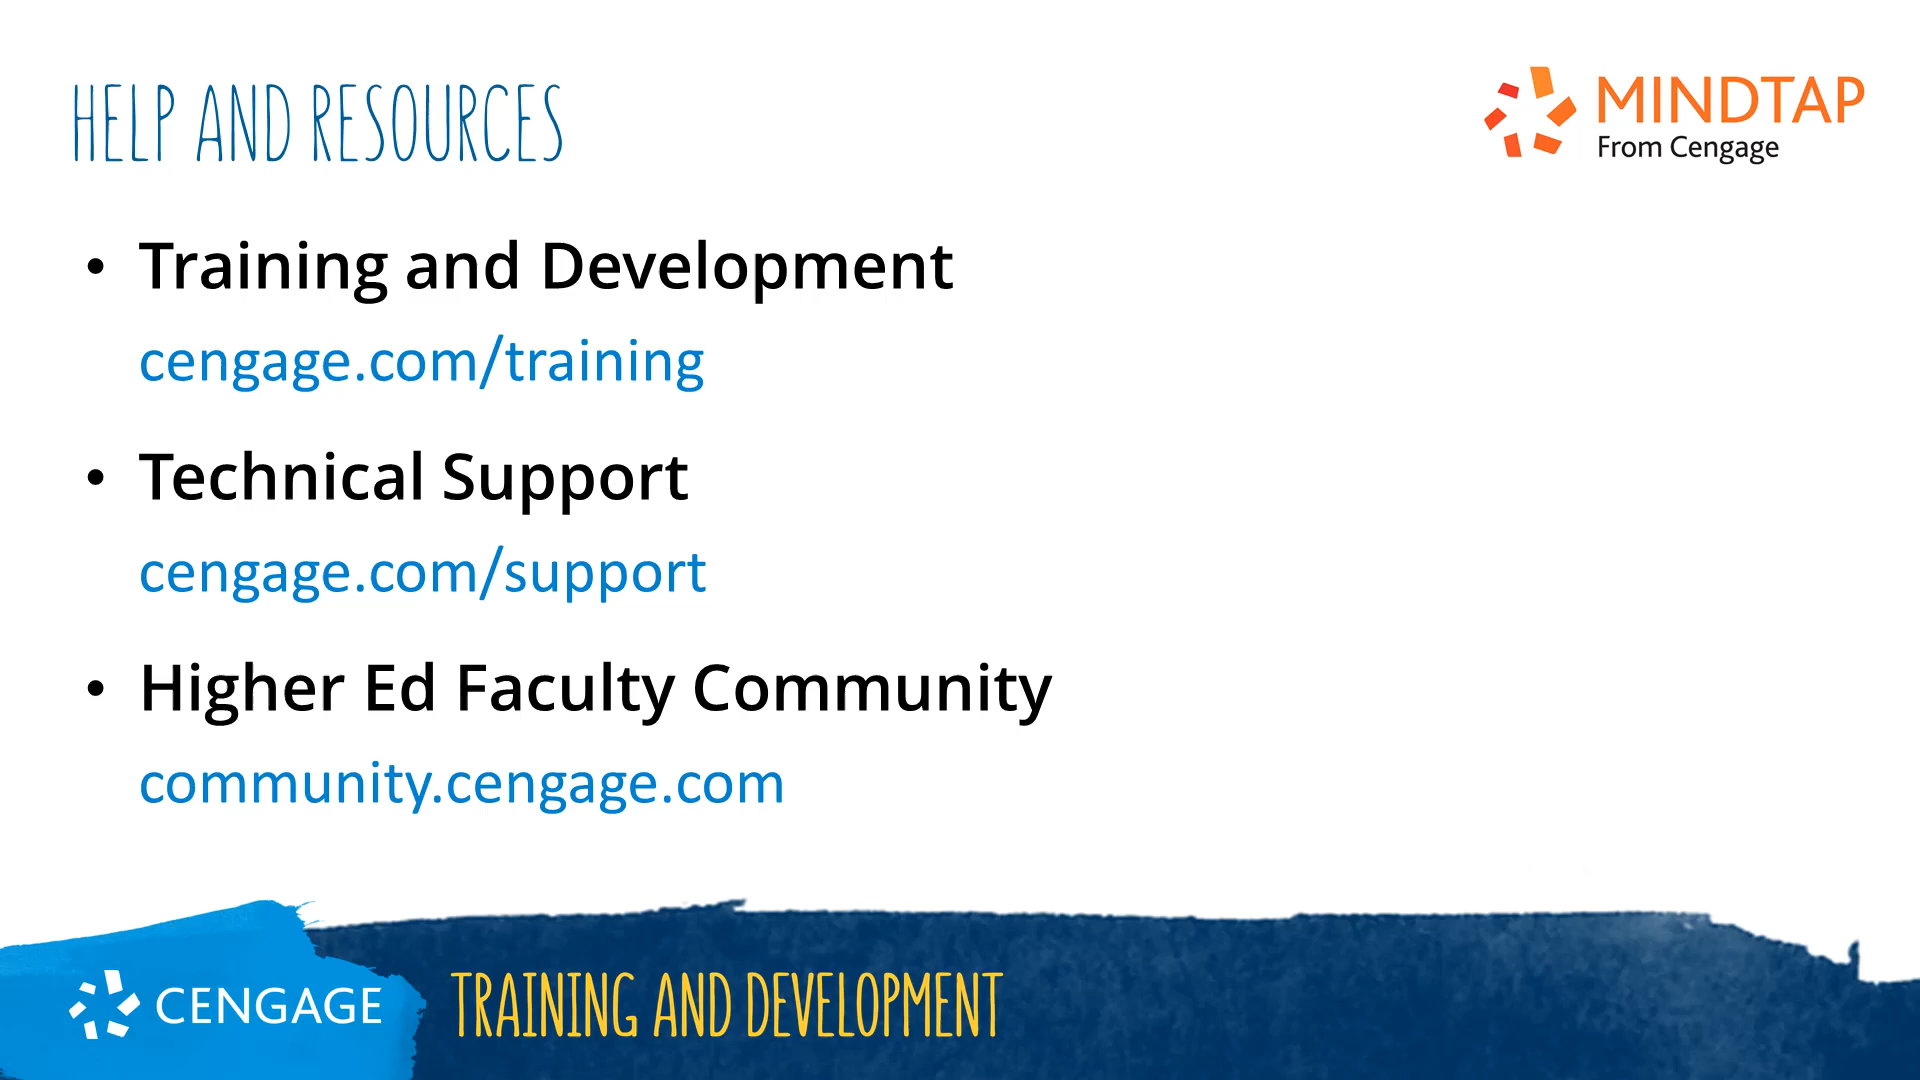 HELP AND RESOURCES
MINDTAP
From Cengage
• Training and Development
cengage.com/training
• Technical Support
cengage.com/support
• Higher Ed Faculty Community
community.cengage.com
CENGAGE
TRAINING AND DEVELOPMENT